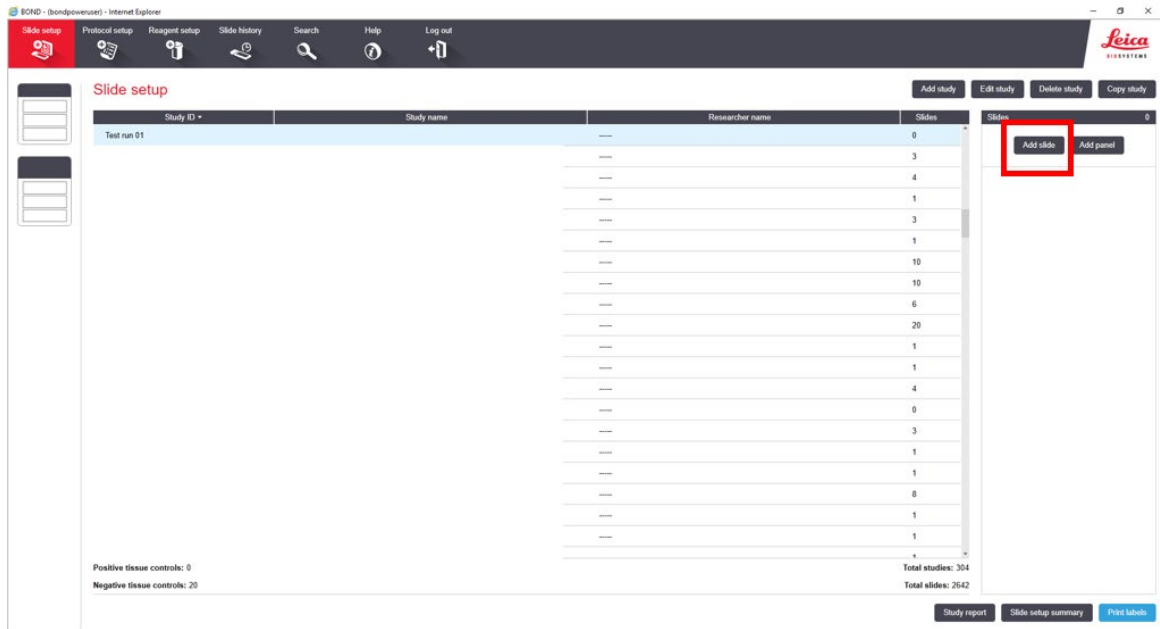 BOND - (bondpoweruser) - Internet Explorer
Slide setup Protocol setup Reagent setup Slide history Search Help Log out
Leica
BIOSYSTEMS
Slide setup
Add study Edit study Delete study Copy study
Study ID Study name Researcher name Slides
Slides 0
Test run 01 ----- 0
Add slide Add panel
----- 3
----- 4
----- 1
----- 3
----- 1
----- 10
----- 10
----- 6
----- 20
----- 1
----- 1
----- 4
----- 0
----- 3
----- 1
----- 1
----- 8
----- 1
----- 1
Positive tissue controls: 0 Total studies: 304
Negative tissue controls: 20 Total slides: 2642
Study report Slide setup summary Print labels